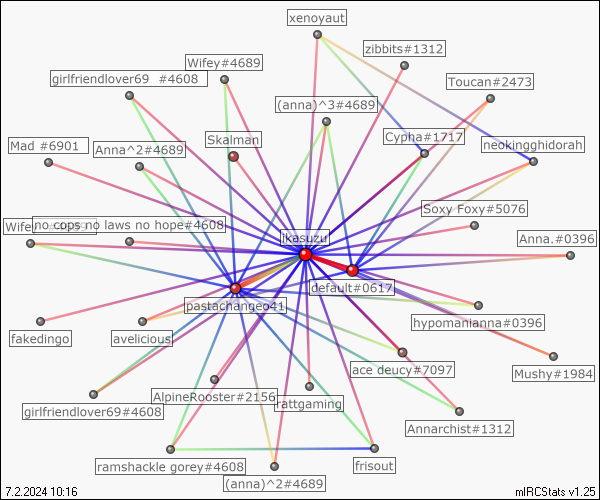 xenoyaut
zibbits#1312
Wifey#4689
girlfriendlover69 #4608
Toucan#2473
(anna)^3#4689
Cypha#1717
Skalman
Mad #6901
Anna^2#4689
neokingghidorah
Soxy Foxy#5076
no cops no laws no hope#4608
Anna.#0396
ikasuzu
default#0617
pastachangeo41
hypomanianna#0396
fakedingo
avelicious
ace deucy#7097
Mushy#1984
AlpineRooster#2156
rattgaming
girlfriendlover69#4608
Annarchist#1312
ramshackle gorey#4608
frisout
(anna)^2#4689
7.2.2024 10:16
mIRCStats v1.25